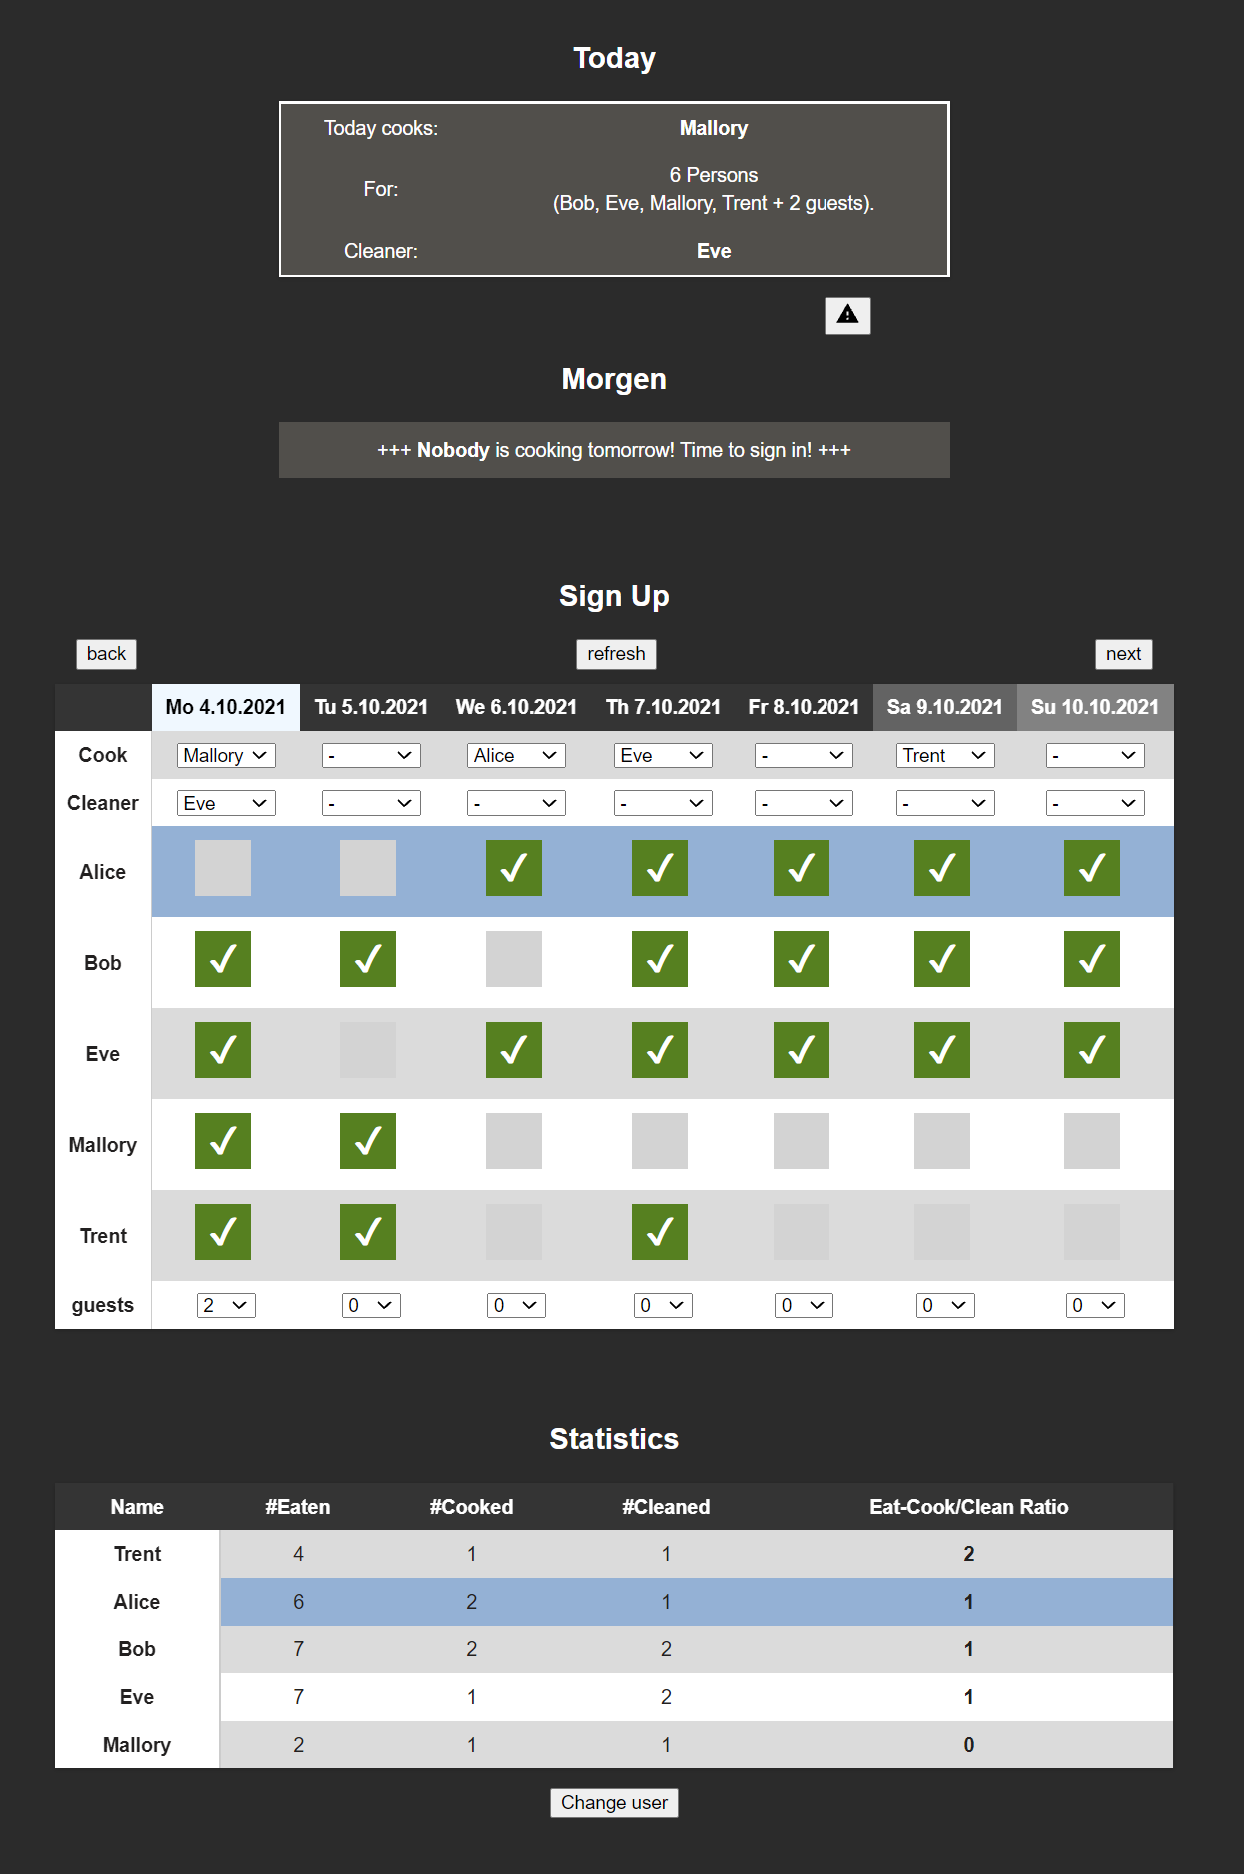 Today
Today cooks: Mallory
For: 6 Persons
(Bob, Eve, Mallory, Trent + 2 guests).
Cleaner: Eve
Morgen
+++ Nobody is cooking tomorrow! Time to sign in! +++
Sign Up
back refresh next
Mo 4.10.2021 Tu 5.10.2021 We 6.10.2021 Th 7.10.2021 Fr 8.10.2021 Sa 9.10.2021 Su 10.10.2021
Cook Mallory - Alice Eve - Trent -
Cleaner Eve - - - - - -
Alice
Bob
Eve
Mallory
Trent
guests 2 0 0 0 0 0 0
Statistics
Name #Eaten #Cooked #Cleaned Eat-Cook/Clean Ratio
Trent 4 1 1 2
Alice 6 2 1 1
Bob 7 2 2 1
Eve 7 1 2 1
Mallory 2 1 1 0
Change user